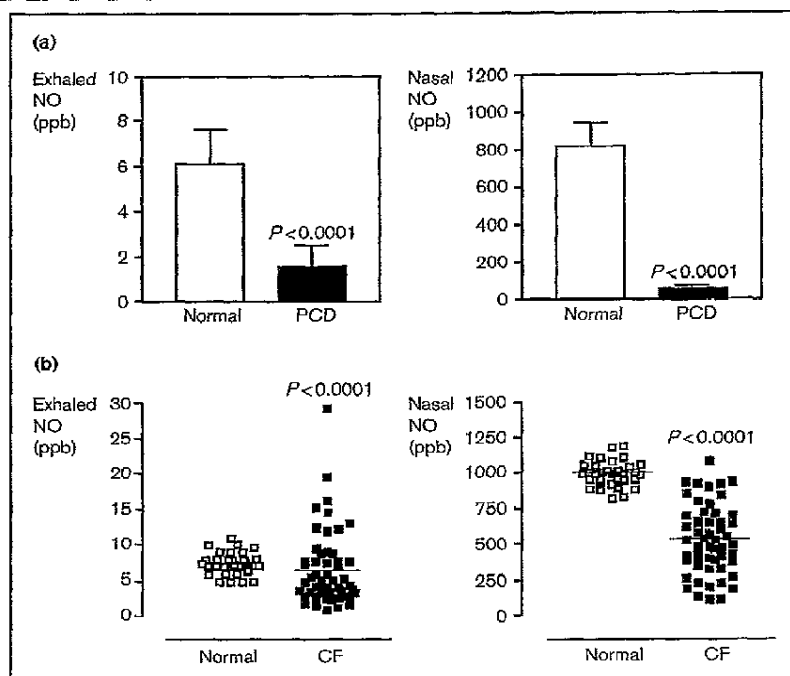 (a)
Exhaled
NO
(ppb)
10
8
6
4
2
0
P<0.0001
Normal PCD
Nasal
NO
(ppb)
1200
1000
800
600
400
200
0
P<0.0001
Normal PCD
(b)
Exhaled
NO
(ppb)
30
25
20
15
10
5
0
P<0.0001
Normal CF
Nasal
NO
(ppb)
1500
1250
1000
750
500
250
0
P<0.0001
Normal CF